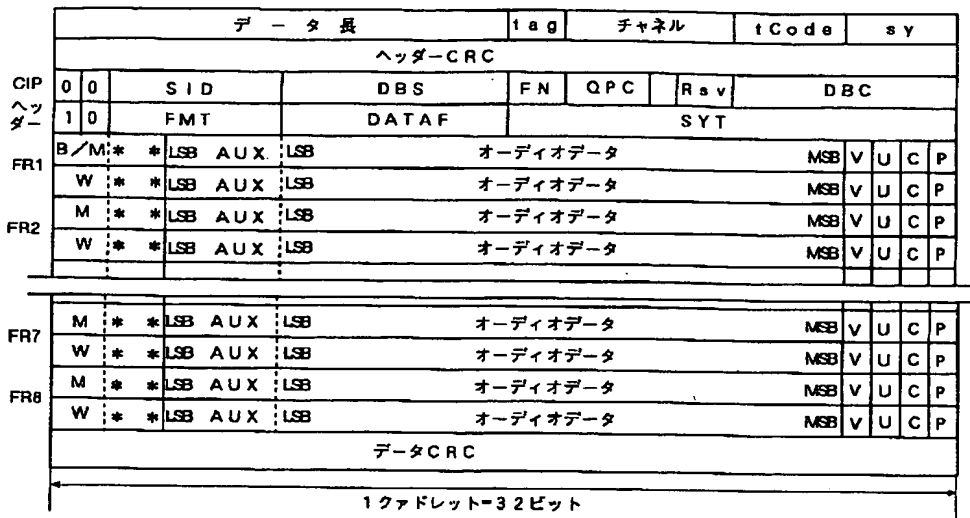 データ長 tag チャネル tCode sy
ヘッダーCRC
CIPヘッダー
0 0 SID DBS FN QPC Rsv DBC
1 0 FMT DATAF SYT
FR1
B/M * * LSB AUX LSB オーディオデータ MSB V U C P
W * * LSB AUX LSB オーディオデータ MSB V U C P
FR2
M * * LSB AUX LSB オーディオデータ MSB V U C P
W * * LSB AUX LSB オーディオデータ MSB V U C P
FR7
M * * LSB AUX LSB オーディオデータ MSB V U C P
W * * LSB AUX LSB オーディオデータ MSB V U C P
FR8
M * * LSB AUX LSB オーディオデータ MSB V U C P
W * * LSB AUX LSB オーディオデータ MSB V U C P
データCRC
1クァドレット=32ビット